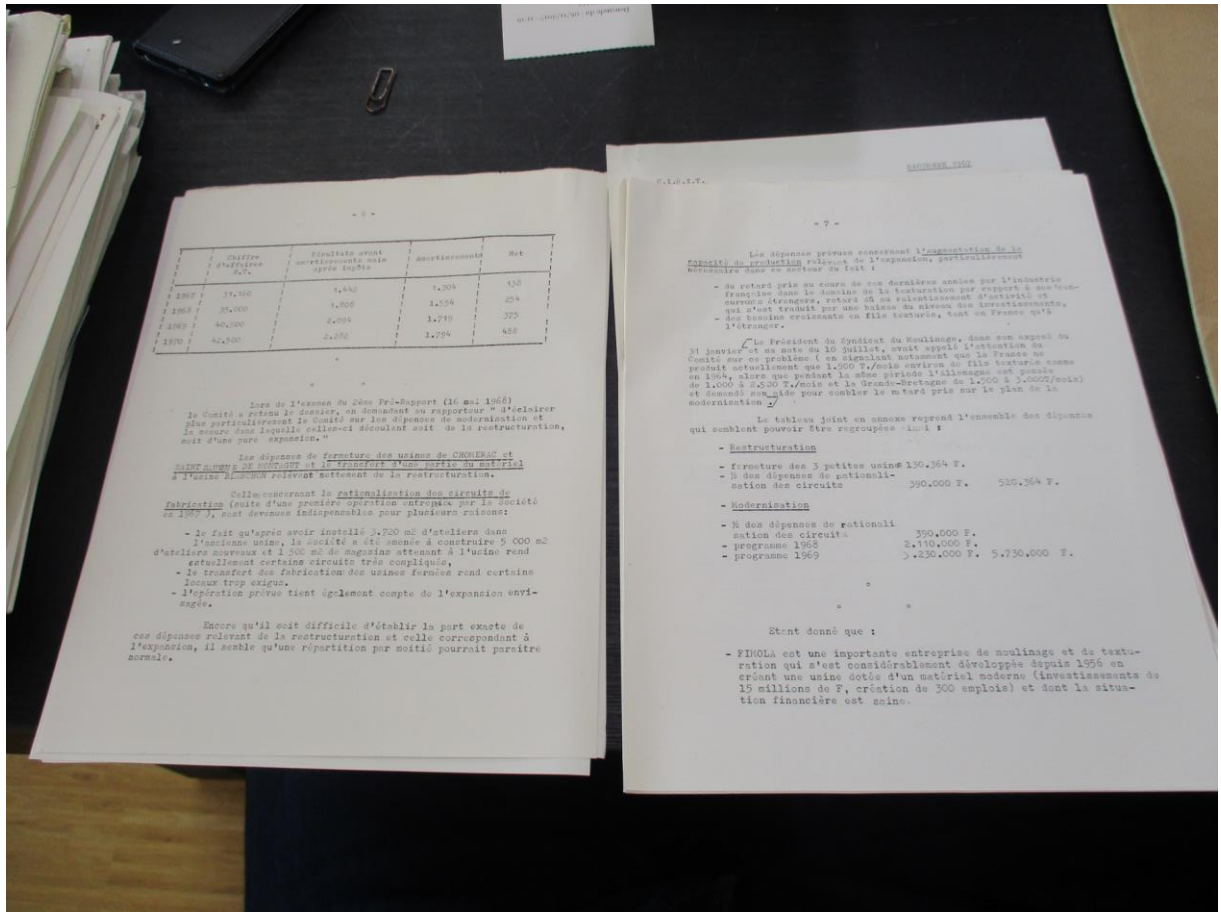 - 6 -
Chiffre d'affaires H.T. | Résultats avant amortissements mais après impôts | Amortissement | Net
1967 | 31.100 | 1.442 | 1.304 | 138
1968 | 33.000 | 1.808 | 1.554 | 254
1969 | 40.500 | 2.094 | 1.719 | 375
1970 | 42.500 | 2.282 | 1.794 | 488
Lors de l'examen du 2ème Pré-Rapport (16 mai 1968)
le Comité a retenu le dossier, en demandant au rapporteur " d'éclairer
plus particulièrement le Comité sur les dépenses de modernisation et
la mesure dans laquelle celles-ci découlent soit de la restructuration,
soit d'une pure expansion."
Les dépenses de fermeture des usines de CHOMERAC et
SAINT DE MONTAGUT et le transfert d'une partie du matériel
à l'usine BLANCHON relèvent nettement de la restructuration.
Celles concernant la rationalisation des circuits de
fabrication (suite d'une première opération entreprise par la Société
en 1967 ), sont devenues indispensables pour plusieurs raisons:
- le fait qu'après avoir installé 3.720 m2 d'ateliers dans
l'ancienne usine, la Société a été amenée à construire 5 000 m2
d'ateliers nouveaux et 1 500 m2 de magasins attenant à l'usine rend
actuellement certains circuits très compliqués,
- le transfert des fabrications des usines fermées rend certains
locaux trop exigus.
- l'opération prévue tient également compte de l'expansion envi-
sagée.
Encore qu'il soit difficile d'établir la part exacte de
ces dépenses relevant de la restructuration et celle correspondant à
l'expansion, il semble qu'une répartition par moitié pourrait paraître
normale.
DECEMBRE 1967
C.I.R.I.T.
- 7 -
Les dépenses prévues concernant l'augmentation de la
capacité de production relèvent de l'expansion, particulièrement
nécessaire dans ce secteur du fait :
- du retard pris au cours de ces dernières années par l'industrie
française dans le domaine de la texturation par rapport à ses con-
currents étrangers, retard dû au ralentissement d'activité et
qui s'est traduit par une baisse du niveau des investissements,
- des besoins croissants en fils texturés, tant en France qu'à
l'étranger.
[Le Président du Syndicat du Moulinage, dans son exposé du
31 janvier et sa note du 10 juillet, avait appelé l'attention du
Comité sur ce problème ( en signalant notamment que la France ne
produit actuellement que 1.500 T./mois environ de fils texturés comme
en 1964, alors que pendant la même période l'Allemagne est passée
de 1.000 à 2.520 T./mois et la Grande-Bretagne de 1.500 à 3.000T/mois)
et demandé son aide pour combler le retard pris sur le plan de la
modernisation ./
Le tableau joint en annexe reprend l'ensemble des dépenses
qui semblent pouvoir être regroupées ainsi :
- Restructuration
- fermeture des 3 petites usines 130.364 F.
- ½ des dépenses de rationali-
sation des circuits 390.000 F. 520.364 F.
- Modernisation
- ½ des dépenses de rationali
sation des circuits 390.000 F.
- programme 1968 2.110.000 F.
- programme 1969 3.230.000 F. 5.730.000 F.
Etant donné que :
- FIMOLA est une importante entreprise de moulinage et de textu-
ration qui s'est considérablement développée depuis 1956 en
créant une usine dotée d'un matériel moderne (investissements de
15 millions de F, création de 300 emplois) et dont la situa-
tion financière est saine.